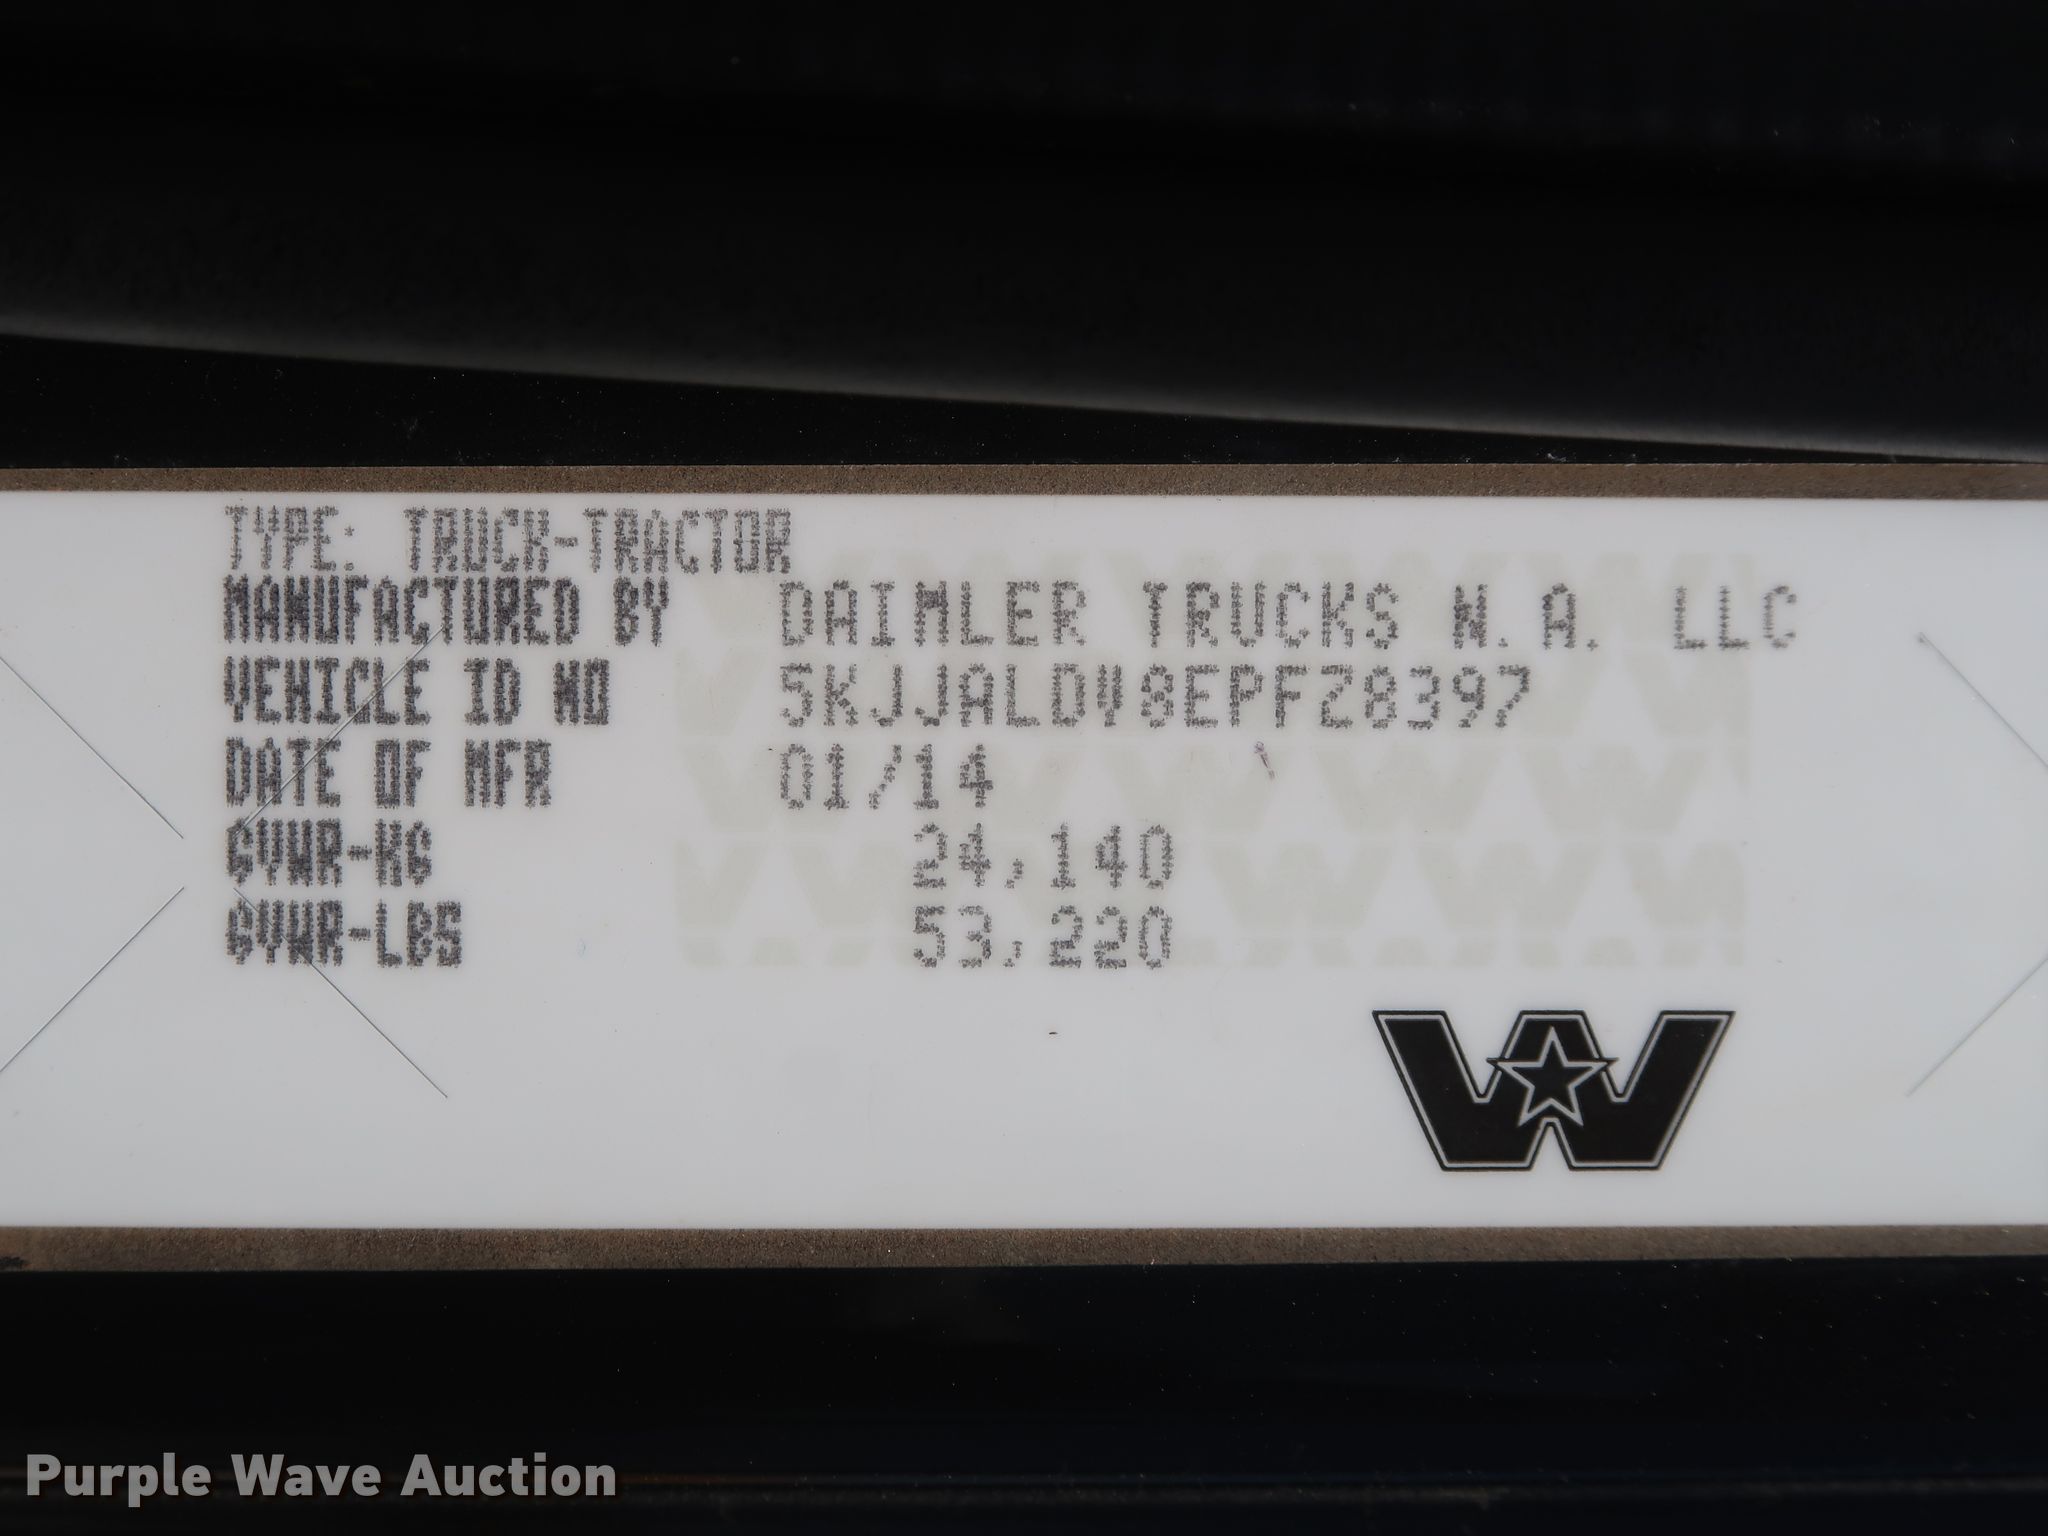 TYPE: TRUCK-TRACTOR
MANUFACTURED BY DAIMLER TRUCKS N.A. LLC
VEHICLE ID NO 5KJJALDV8EPFZ8397
DATE OF MFR 01/14
GVWR-KG 24,140
GVWR-LBS 53,220
Purple Wave Auction